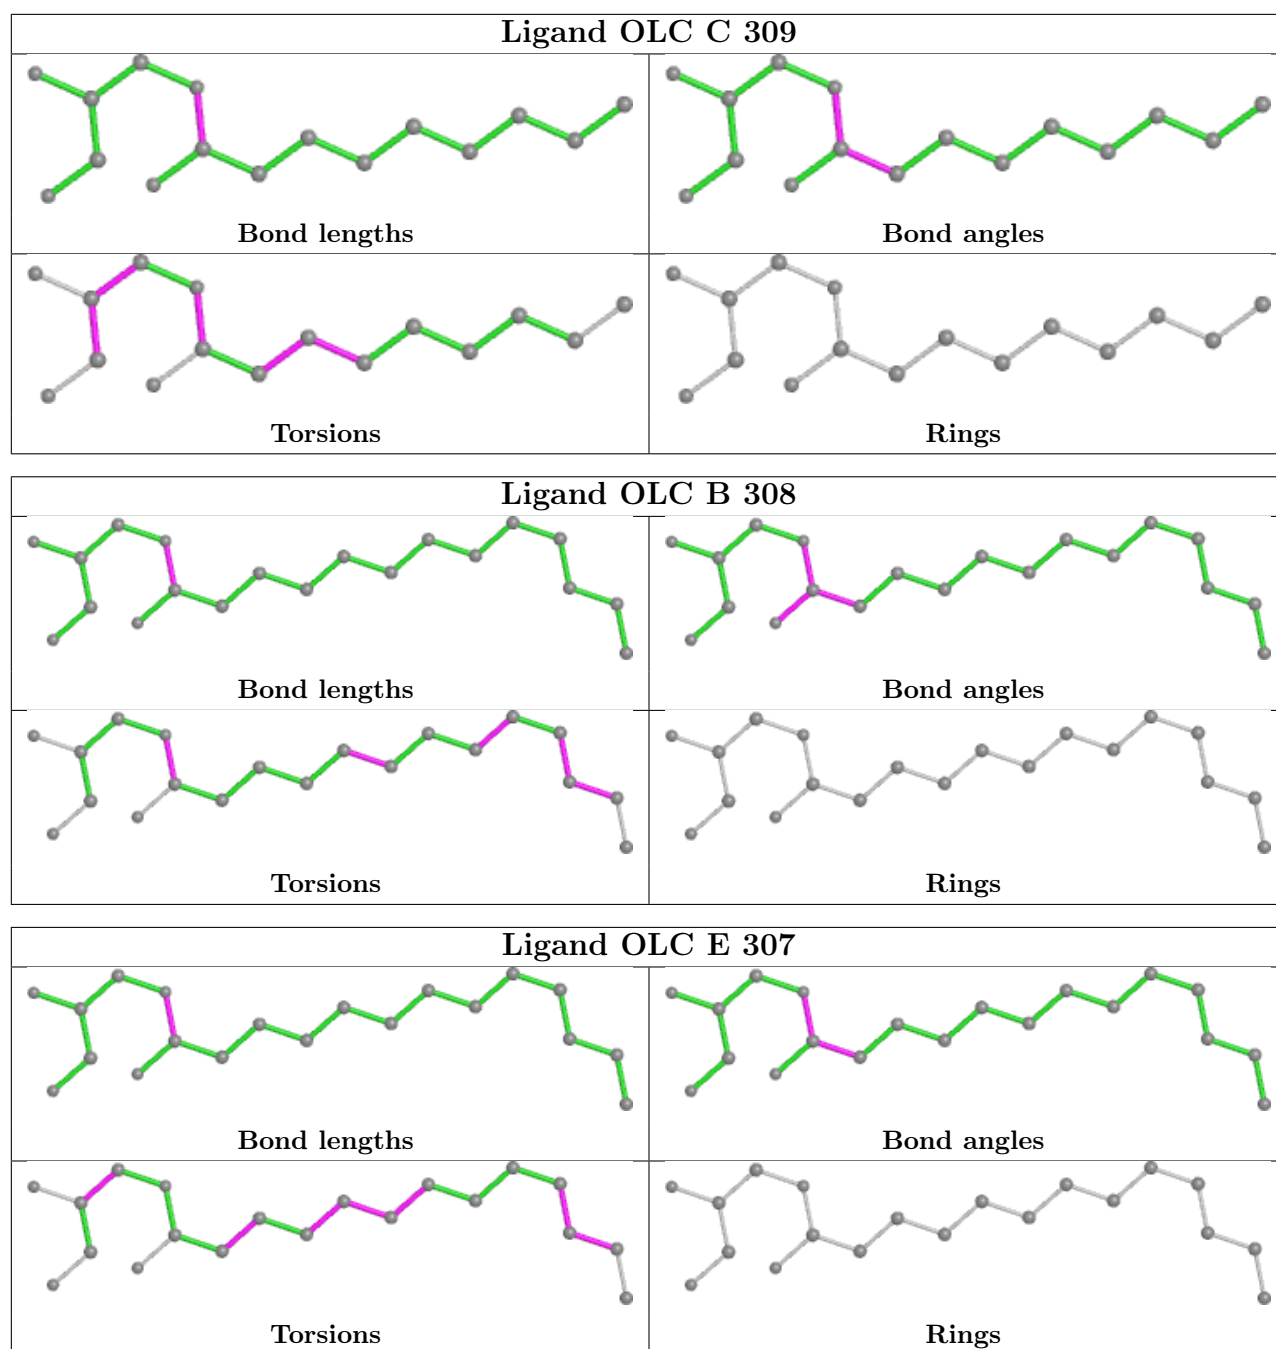 Ligand OLC C 309
Bond lengths
Bond angles
Torsions
Rings
Ligand OLC B 308
Bond lengths
Bond angles
Torsions
Rings
Ligand OLC E 307
Bond lengths
Bond angles
Torsions
Rings